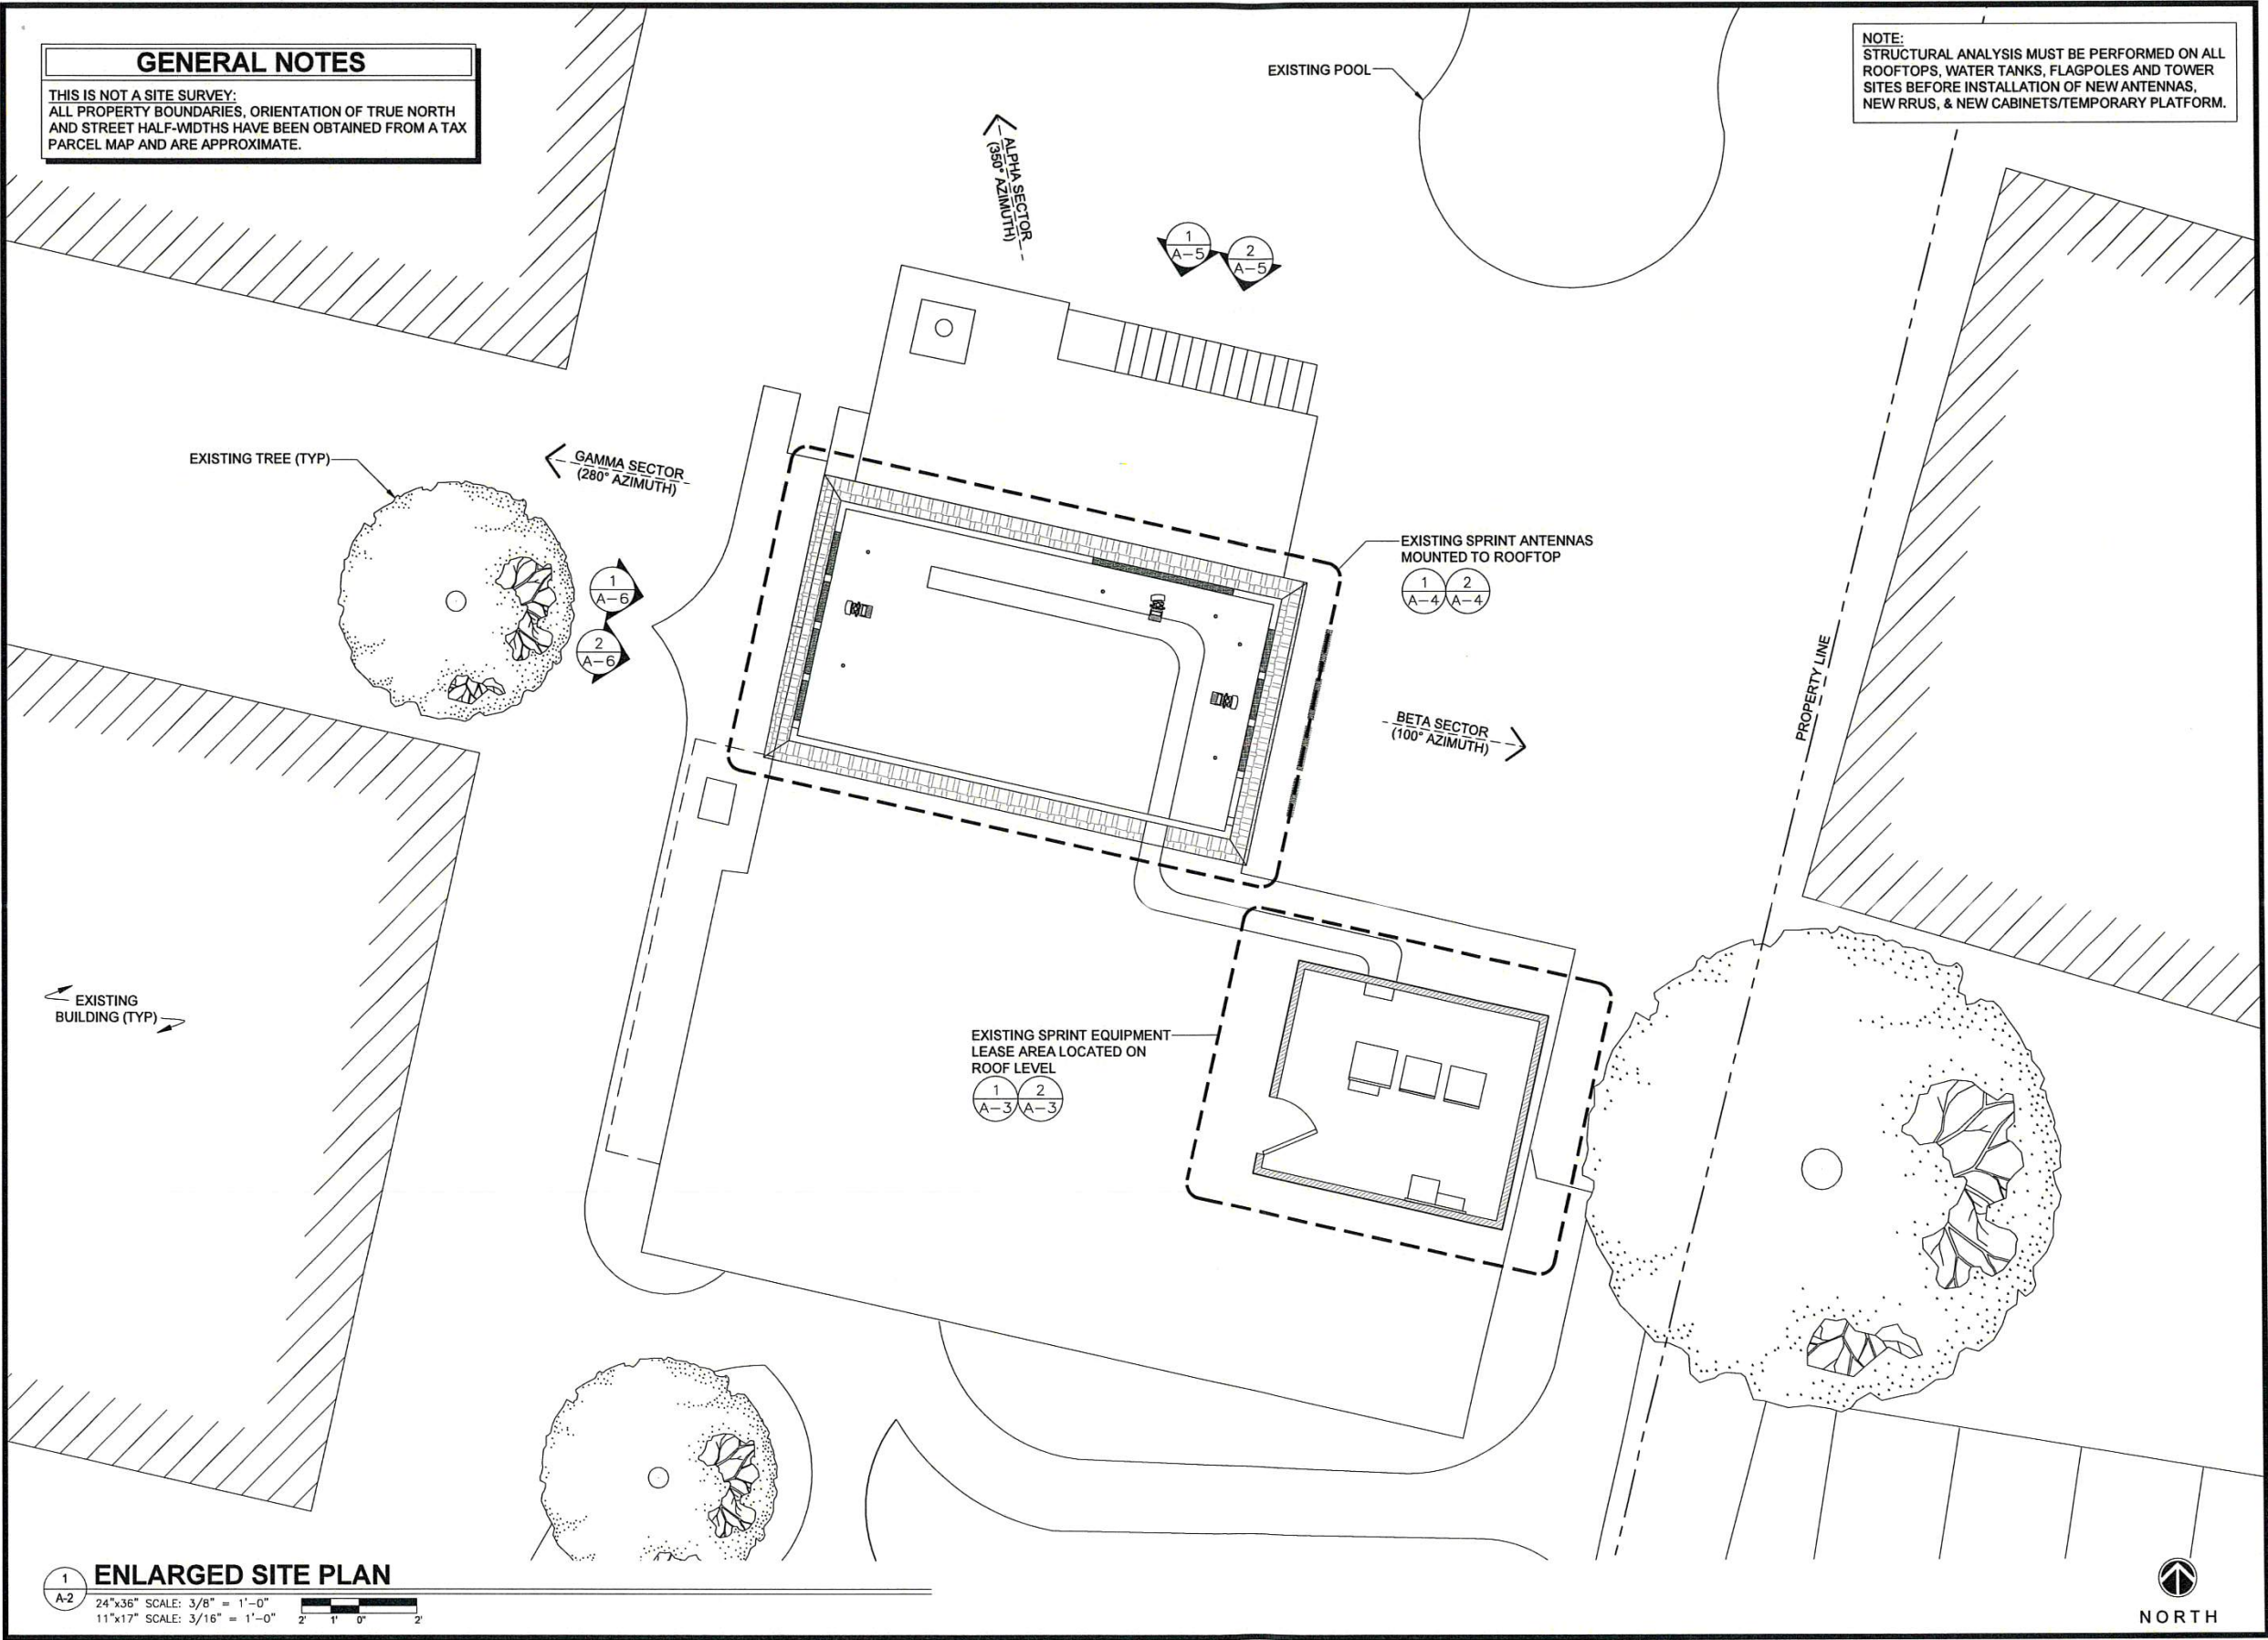 GENERAL NOTES
THIS IS NOT A SITE SURVEY:
ALL PROPERTY BOUNDARIES, ORIENTATION OF TRUE NORTH
AND STREET HALF-WIDTHS HAVE BEEN OBTAINED FROM A TAX
PARCEL MAP AND ARE APPROXIMATE.
NOTE:
STRUCTURAL ANALYSIS MUST BE PERFORMED ON ALL
ROOFTOPS, WATER TANKS, FLAGPOLES AND TOWER
SITES BEFORE INSTALLATION OF NEW ANTENNAS,
NEW RRUS, & NEW CABINETS/TEMPORARY PLATFORM.
EXISTING POOL
ALPHA SECTOR
(350° AZIMUTH)
1
A-5
2
A-5
EXISTING TREE (TYP)
GAMMA SECTOR
(280° AZIMUTH)
1
A-6
2
A-6
EXISTING SPRINT ANTENNAS
MOUNTED TO ROOFTOP
1
A-4
2
A-4
BETA SECTOR
(100° AZIMUTH)
PROPERTY LINE
EXISTING
BUILDING (TYP)
EXISTING SPRINT EQUIPMENT
LEASE AREA LOCATED ON
ROOF LEVEL
1
A-3
2
A-3
1
A-2
ENLARGED SITE PLAN
24"x36" SCALE: 3/8" = 1'-0"
11"x17" SCALE: 3/16" = 1'-0"
2' 1' 0" 2'
NORTH